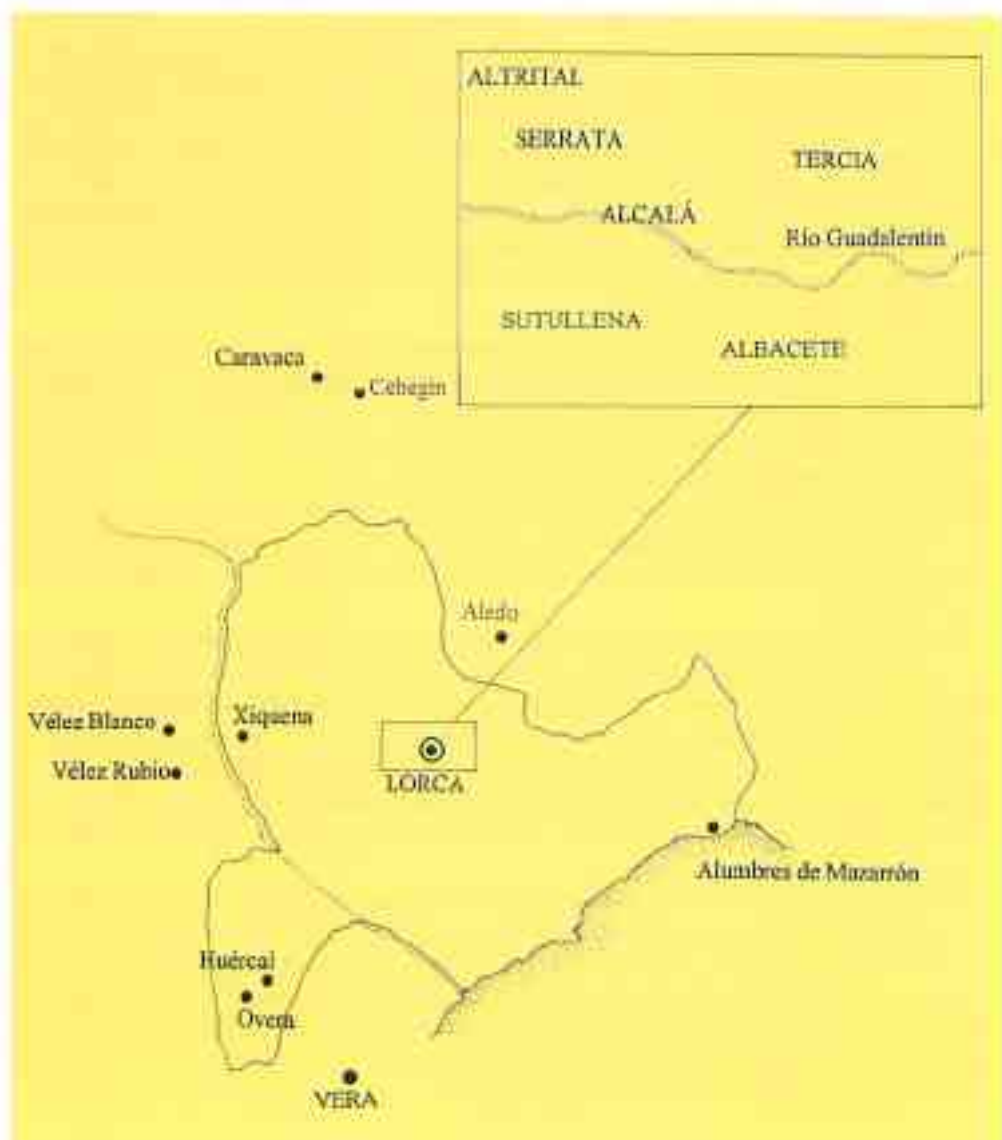 ALTRITAL
SERRATA
TERCIA
ALCALÁ
Río Guadalentín
SUTULLENA
ALBACETE
Caravaca
Cehegín
Aledo
Vélez Blanco
Xiquena
Vélez Rubio
LORCA
Alumbres de Mazarrón
Huércal
Overa
VERA